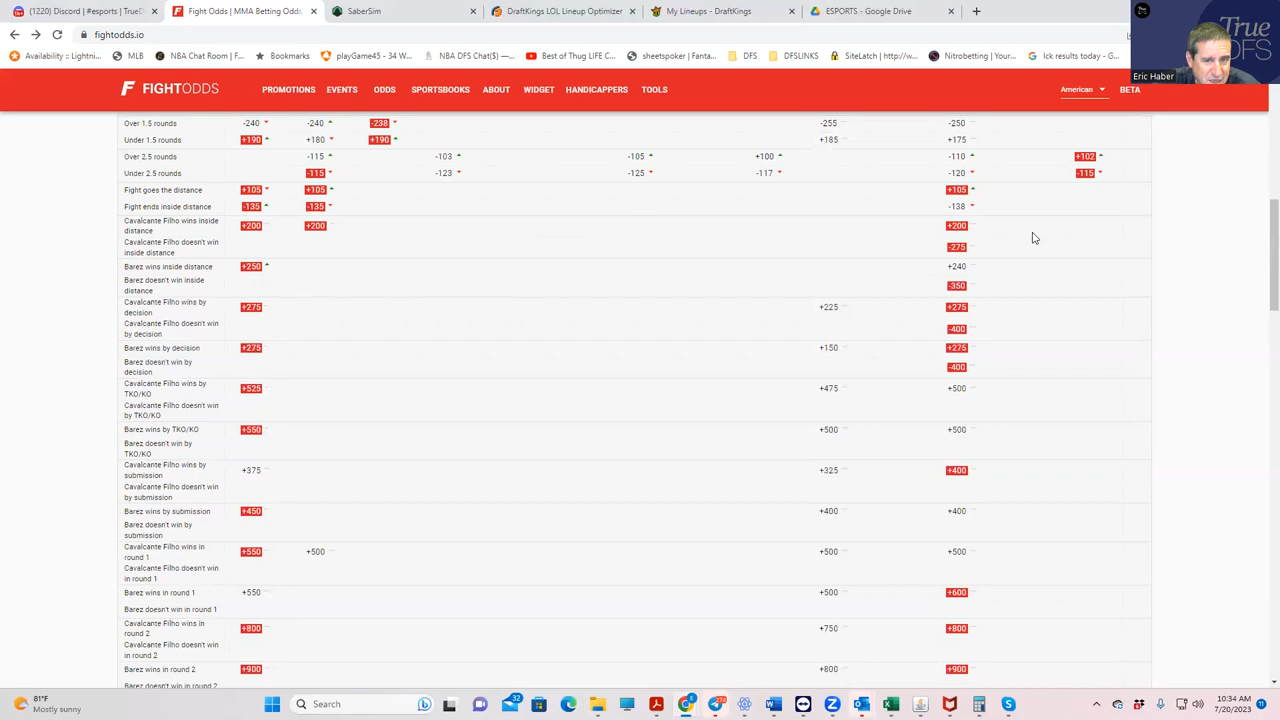 (1220) Discord | #esports | TrueD
Fight Odds | MMA Betting Odds
SaberSim
DraftKings LOL Lineup Optimizer
My Lineups - DraftKings
ESPORTS - Google Drive
fightodds.io
Availability :: Lightni...
MLB
NBA Chat Room | F...
Bookmarks
playGame45 - 34 W...
NBA DFS Chat($) —...
Best of Thug LIFE C...
sheetspoker | Fanta...
DFS
DFSLINKS
SiteLatch | http://w...
Nitrobetting | Your...
Ick results today - G...
True
DFS
Eric Haber
FIGHTODDS
PROMOTIONS EVENTS ODDS SPORTSBOOKS ABOUT WIDGET HANDICAPPERS TOOLS
American
BETA
Over 1.5 rounds -240 -240 -238 -255 -250
Under 1.5 rounds +190 +180 +190 +185 +175
Over 2.5 rounds -115 -103 -105 +100 -110 +102
Under 2.5 rounds -115 -123 -125 -117 -120 -115
Fight goes the distance +105 +105 +105
Fight ends inside distance -135 -135 -138
Cavalcante Filho wins inside
distance +200 +200 +200
Cavalcante Filho doesn't win
inside distance -275
Barez wins inside distance +250 +240
Barez doesn't win inside
distance -350
Cavalcante Filho wins by
decision +275 +225 +275
Cavalcante Filho doesn't win
by decision -400
Barez wins by decision +275 +150 +275
Barez doesn't win by
decision -400
Cavalcante Filho wins by
TKO/KO +525 +475 +500
Cavalcante Filho doesn't win
by TKO/KO
Barez wins by TKO/KO +550 +500 +500
Barez doesn't win by
TKO/KO
Cavalcante Filho wins by
submission +375 +325 +400
Cavalcante Filho doesn't win
by submission
Barez wins by submission +450 +400 +400
Barez doesn't win by
submission
Cavalcante Filho wins in
round 1 +550 +500 +500 +500
Cavalcante Filho doesn't win
in round 1
Barez wins in round 1 +550 +500 +600
Barez doesn't win in round 1
Cavalcante Filho wins in
round 2 +800 +750 +800
Cavalcante Filho doesn't win
in round 2
Barez wins in round 2 +900 +800 +900
Barez doesn't win in round 2
81°F
Mostly sunny
Search
32
10:34 AM
7/20/2023